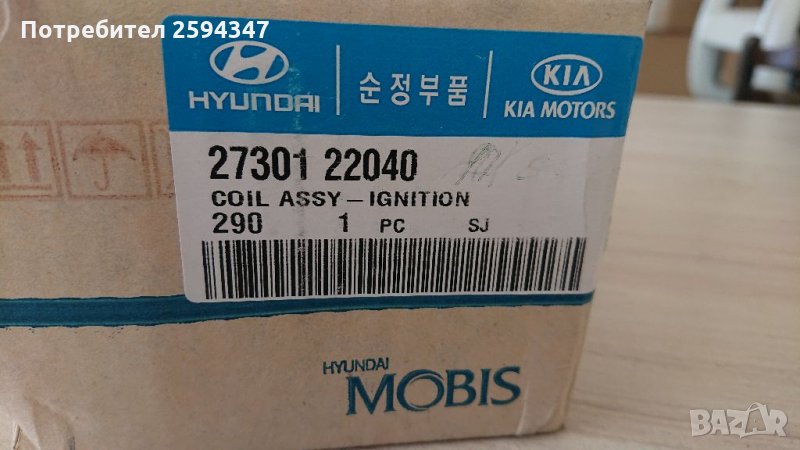 Потребител 2594347
HYUNDAI
순정부품
KIA
KIA MOTORS
27301 22040
COIL ASSY – IGNITION
290 1 PC SJ
HYUNDAI
MOBIS
BAZAR